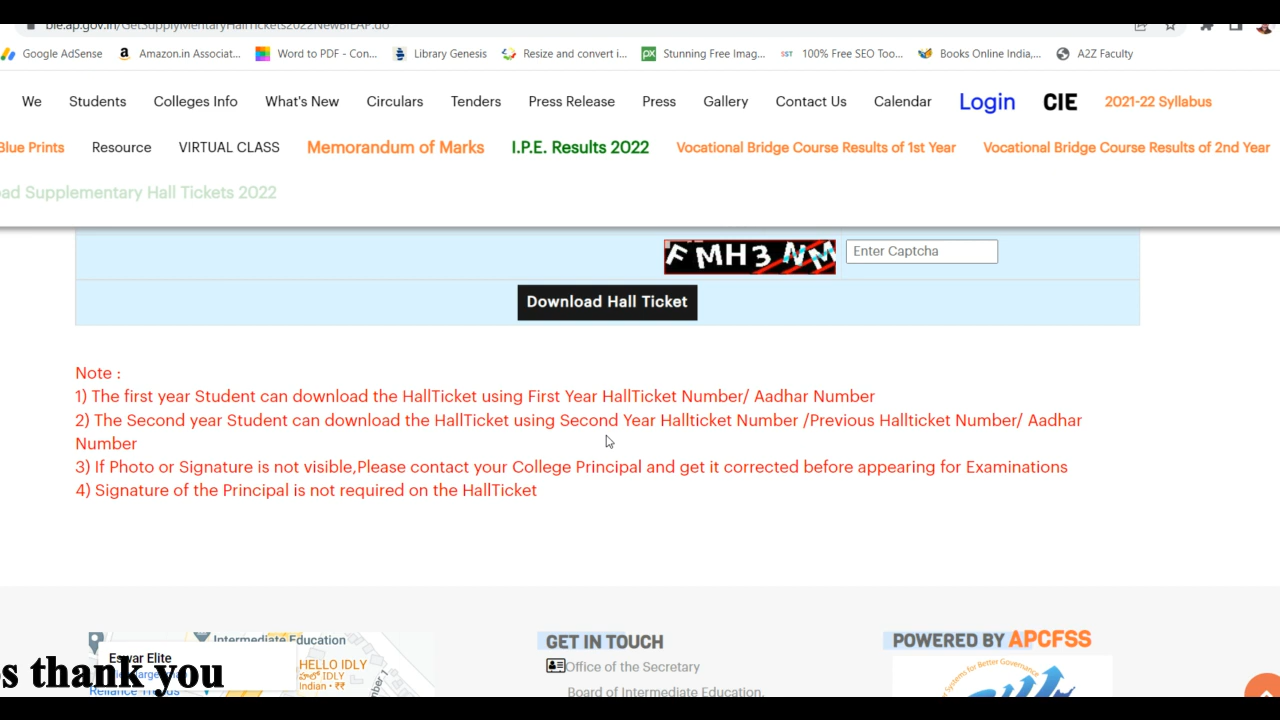 bie.ap.gov.in/GetSupplyMentaryHallTickets2022NewBIEAP.do
Google AdSense Amazon.in Associat... Word to PDF - Con... Library Genesis Resize and convert i... Stunning Free Imag... 100% Free SEO Too... Books Online India,... A2Z Faculty
We Students Colleges Info What's New Circulars Tenders Press Release Press Gallery Contact Us Calendar Login CIE 2021-22 Syllabus
Blue Prints Resource VIRTUAL CLASS Memorandum of Marks I.P.E. Results 2022 Vocational Bridge Course Results of 1st Year Vocational Bridge Course Results of 2nd Year
ad Supplementary Hall Tickets 2022
FMH3NM Enter Captcha
Download Hall Ticket
Note :
1) The first year Student can download the HallTicket using First Year HallTicket Number/ Aadhar Number
2) The Second year Student can download the HallTicket using Second Year Hallticket Number /Previous Hallticket Number/ Aadhar
Number
3) If Photo or Signature is not visible,Please contact your College Principal and get it corrected before appearing for Examinations
4) Signature of the Principal is not required on the HallTicket
Intermediate Education
Eswar Elite
HELLO IDLY
Indian • ₹₹
s thank you
GET IN TOUCH
Office of the Secretary
Board of Intermediate Education,
POWERED BY APCFSS
for Better Governance